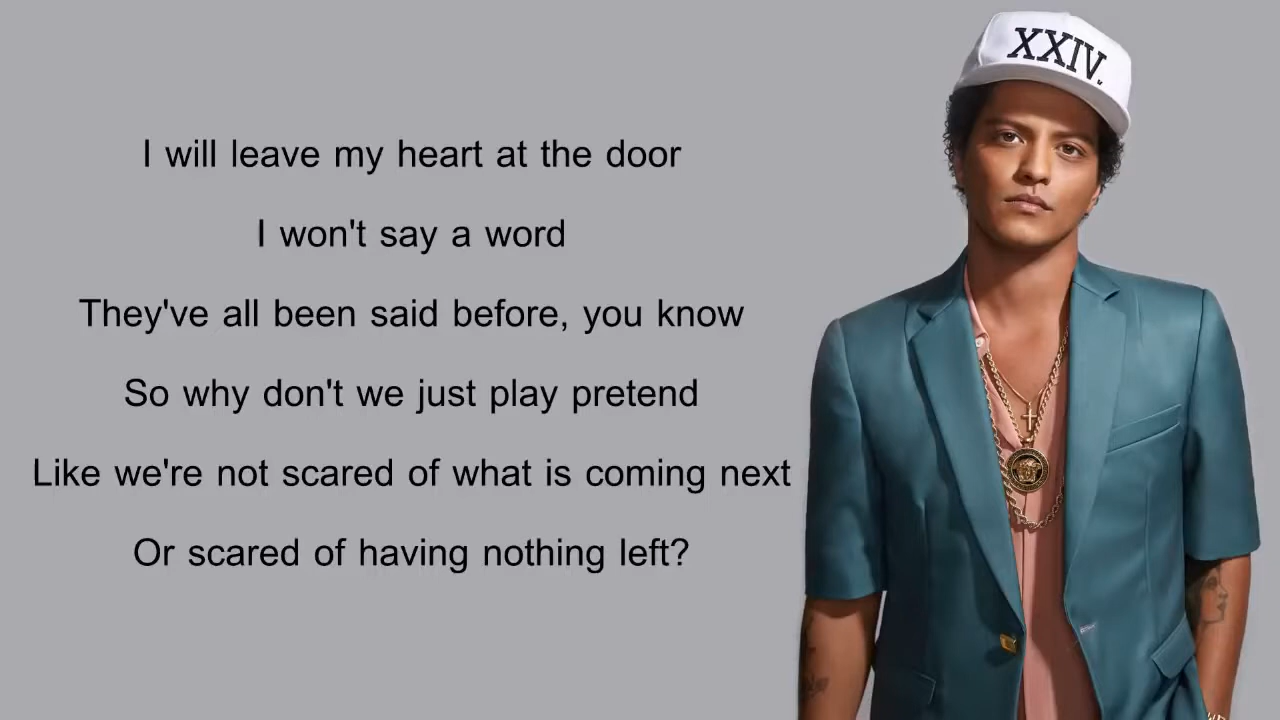 XXIV.
I will leave my heart at the door
I won't say a word
They've all been said before, you know
So why don't we just play pretend
Like we're not scared of what is coming next
Or scared of having nothing left?